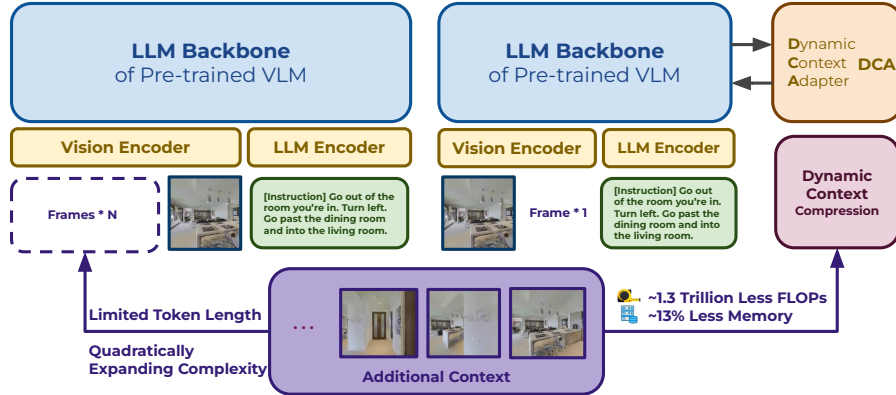 LLM Backbone
of Pre-trained VLM
Vision Encoder
LLM Encoder
Frames * N
[Instruction] Go out of the
room you're in. Turn left.
Go past the dining room
and into the living room.
LLM Backbone
of Pre-trained VLM
Dynamic
Context
Adapter
DCA
Vision Encoder
LLM Encoder
Frame * 1
[Instruction] Go out
of the room you're in.
Turn left. Go past the
dining room and into
the living room.
Dynamic
Context
Compression
Limited Token Length
Quadratically
Expanding Complexity
...
Additional Context
~1.3 Trillion Less FLOPs
~13% Less Memory